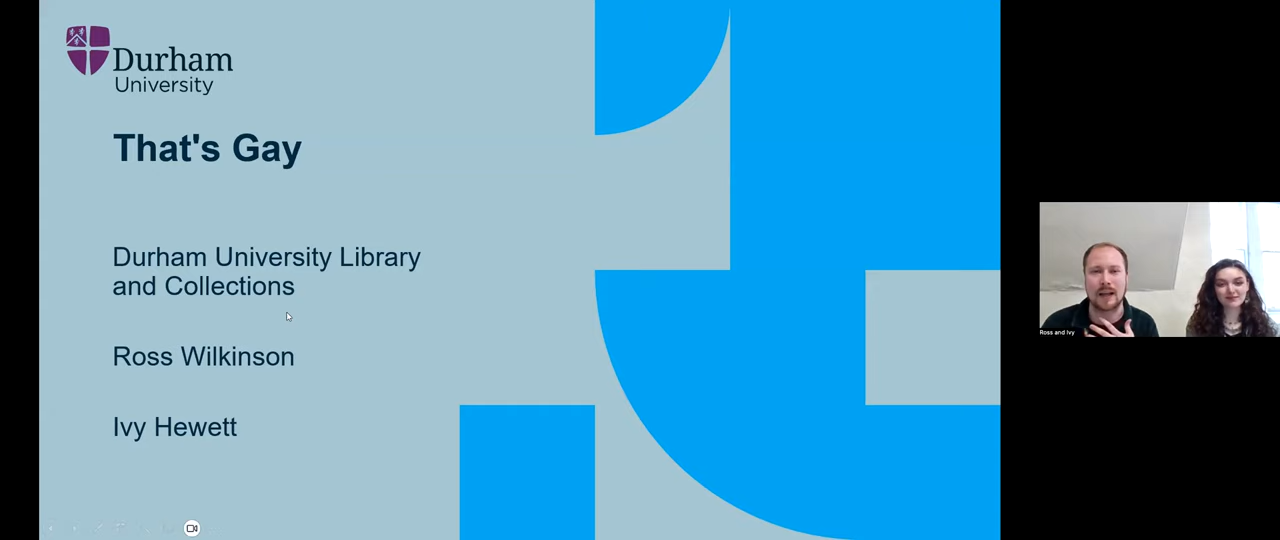 Durham
University
That's Gay
Durham University Library
and Collections
Ross Wilkinson
Ivy Hewett
Ross and Ivy